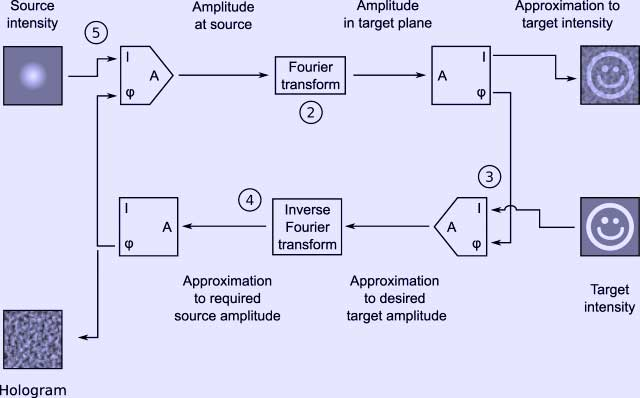 Source
intensity
5
Amplitude
at source
Amplitude
in target plane
Approximation to
target intensity
I
A
φ
Fourier
transform
2
A
I
φ
I
A
φ
4
Inverse
Fourier
transform
3
I
A
φ
Approximation
to required
source amplitude
Approximation
to desired
target amplitude
Target
intensity
Hologram